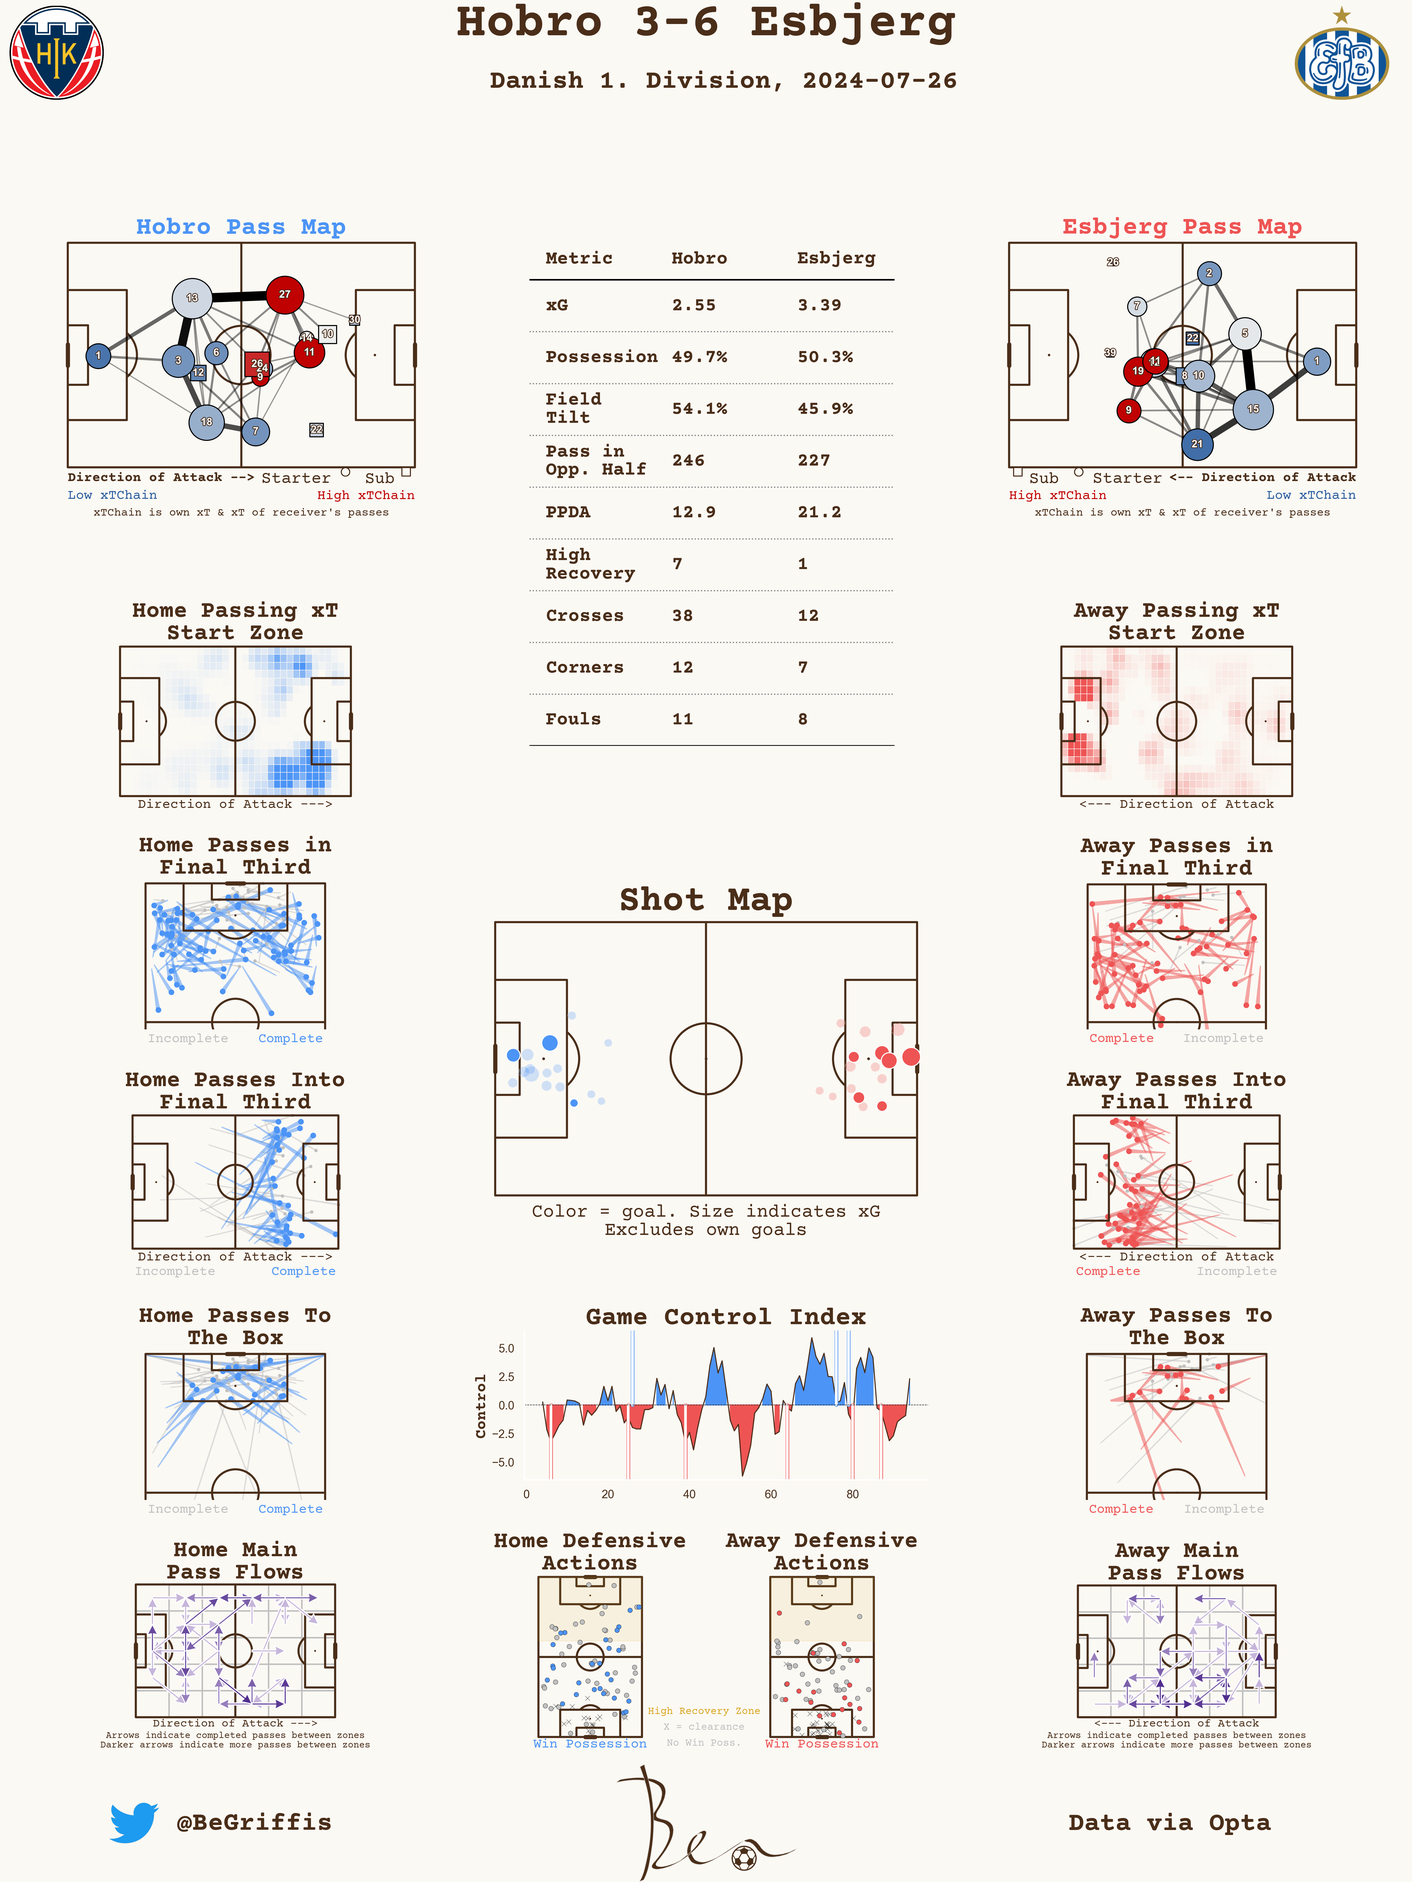 Hobro 3-6 Esbjerg
Danish 1. Division, 2024-07-26
HIK
EfB
Hobro Pass Map
13
27
30
10
14
11
1
3
6
12
26
24
9
18
7
22
Direction of Attack --> Starter Sub
Low xTChain High xTChain
xTChain is own xT & xT of receiver's passes
Metric Hobro Esbjerg
xG 2.55 3.39
Possession 49.7% 50.3%
Field
Tilt 54.1% 45.9%
Pass in
Opp. Half 246 227
PPDA 12.9 21.2
High
Recovery 7 1
Crosses 38 12
Corners 12 7
Fouls 11 8
Esbjerg Pass Map
26
2
7
5
22
39
11
1
19
8
10
9
15
21
Sub Starter <-- Direction of Attack
High xTChain Low xTChain
xTChain is own xT & xT of receiver's passes
Home Passing xT
Start Zone
Direction of Attack --->
Away Passing xT
Start Zone
<--- Direction of Attack
Home Passes in
Final Third
Incomplete Complete
Away Passes in
Final Third
Complete Incomplete
Shot Map
Color = goal. Size indicates xG
Excludes own goals
Home Passes Into
Final Third
Direction of Attack --->
Incomplete Complete
Away Passes Into
Final Third
<--- Direction of Attack
Complete Incomplete
Home Passes To
The Box
Incomplete Complete
Game Control Index
Control
5.0
2.5
0.0
−2.5
−5.0
0 20 40 60 80
Away Passes To
The Box
Complete Incomplete
Home Main
Pass Flows
Direction of Attack --->
Arrows indicate completed passes between zones
Darker arrows indicate more passes between zones
Home Defensive
Actions
Win Possession
High Recovery Zone
X = clearance
No Win Poss.
Away Defensive
Actions
Win Possession
Away Main
Pass Flows
<--- Direction of Attack
Arrows indicate completed passes between zones
Darker arrows indicate more passes between zones
@BeGriffis
Ben
Data via Opta